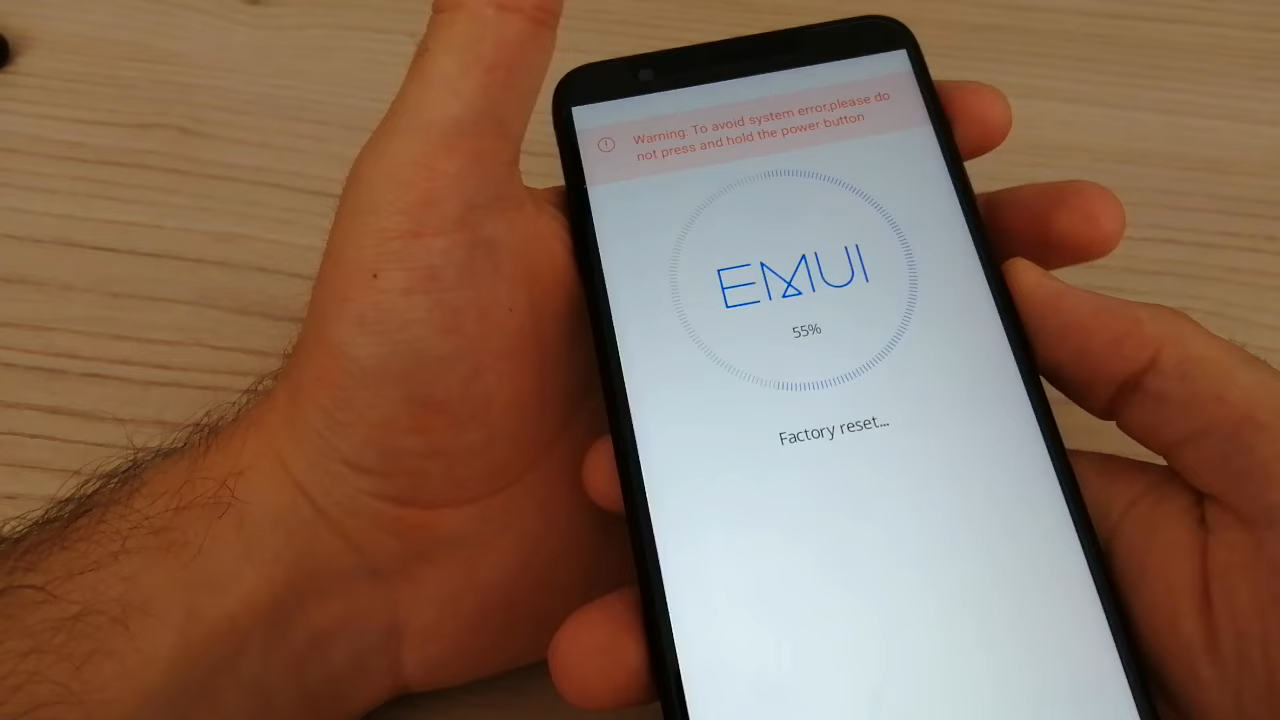 Warning: To avoid system error,please do
not press and hold the power button
EMUI
55%
Factory reset...